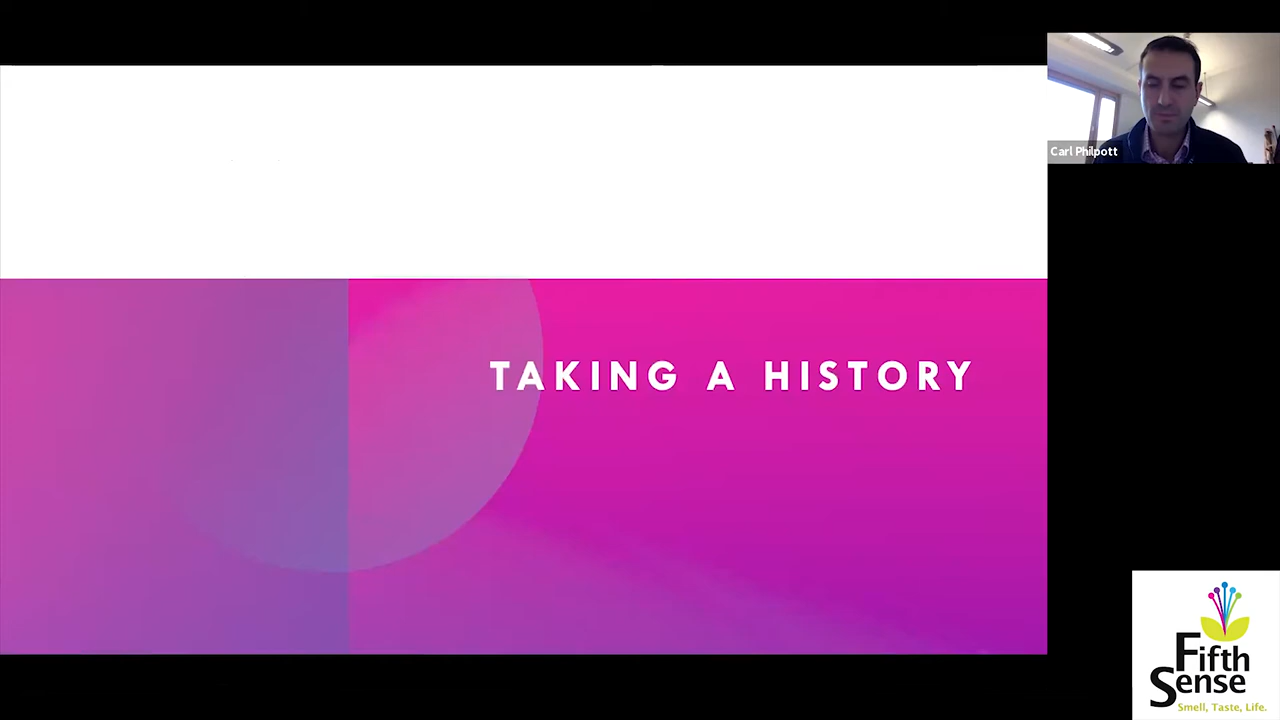 Carl Philpott
TAKING A HISTORY
Fifth
Sense
Smell, Taste, Life.